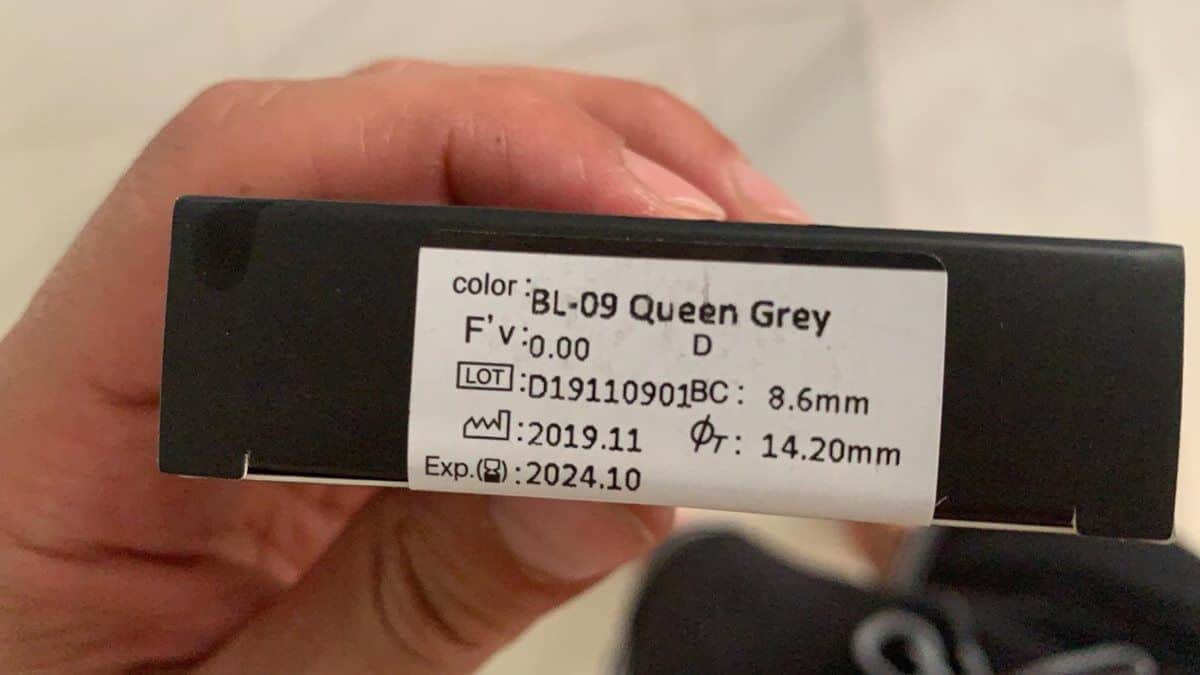 color :BL-09 Queen Grey
F'v:0.00 D
LOT:D19110901 BC: 8.6mm
:2019.11 ϕT: 14.20mm
Exp.():2024.10